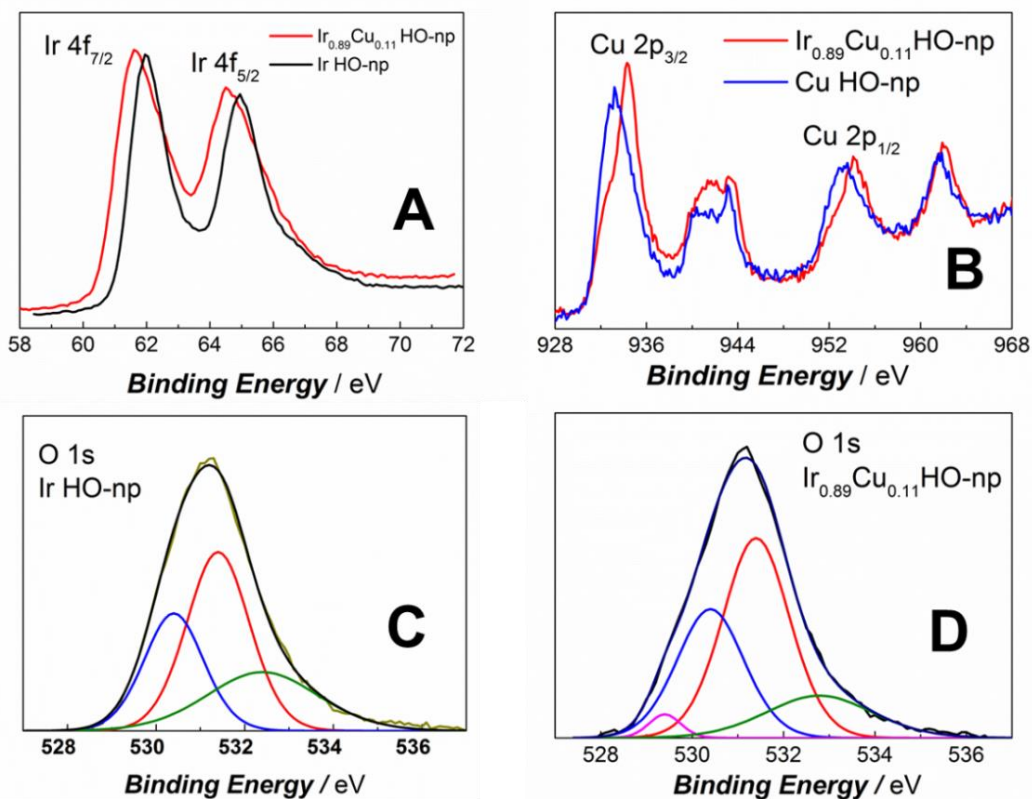 Ir 4f7/2
Ir 4f5/2
Ir0.89Cu0.11 HO-np
Ir HO-np
A
58 60 62 64 66 68 70 72
Binding Energy / eV
Cu 2p3/2
Ir0.89Cu0.11HO-np
Cu HO-np
Cu 2p1/2
B
928 936 944 952 960 968
Binding Energy / eV
O 1s
Ir HO-np
C
528 530 532 534 536
Binding Energy / eV
O 1s
Ir0.89Cu0.11HO-np
D
528 530 532 534 536
Binding Energy / eV